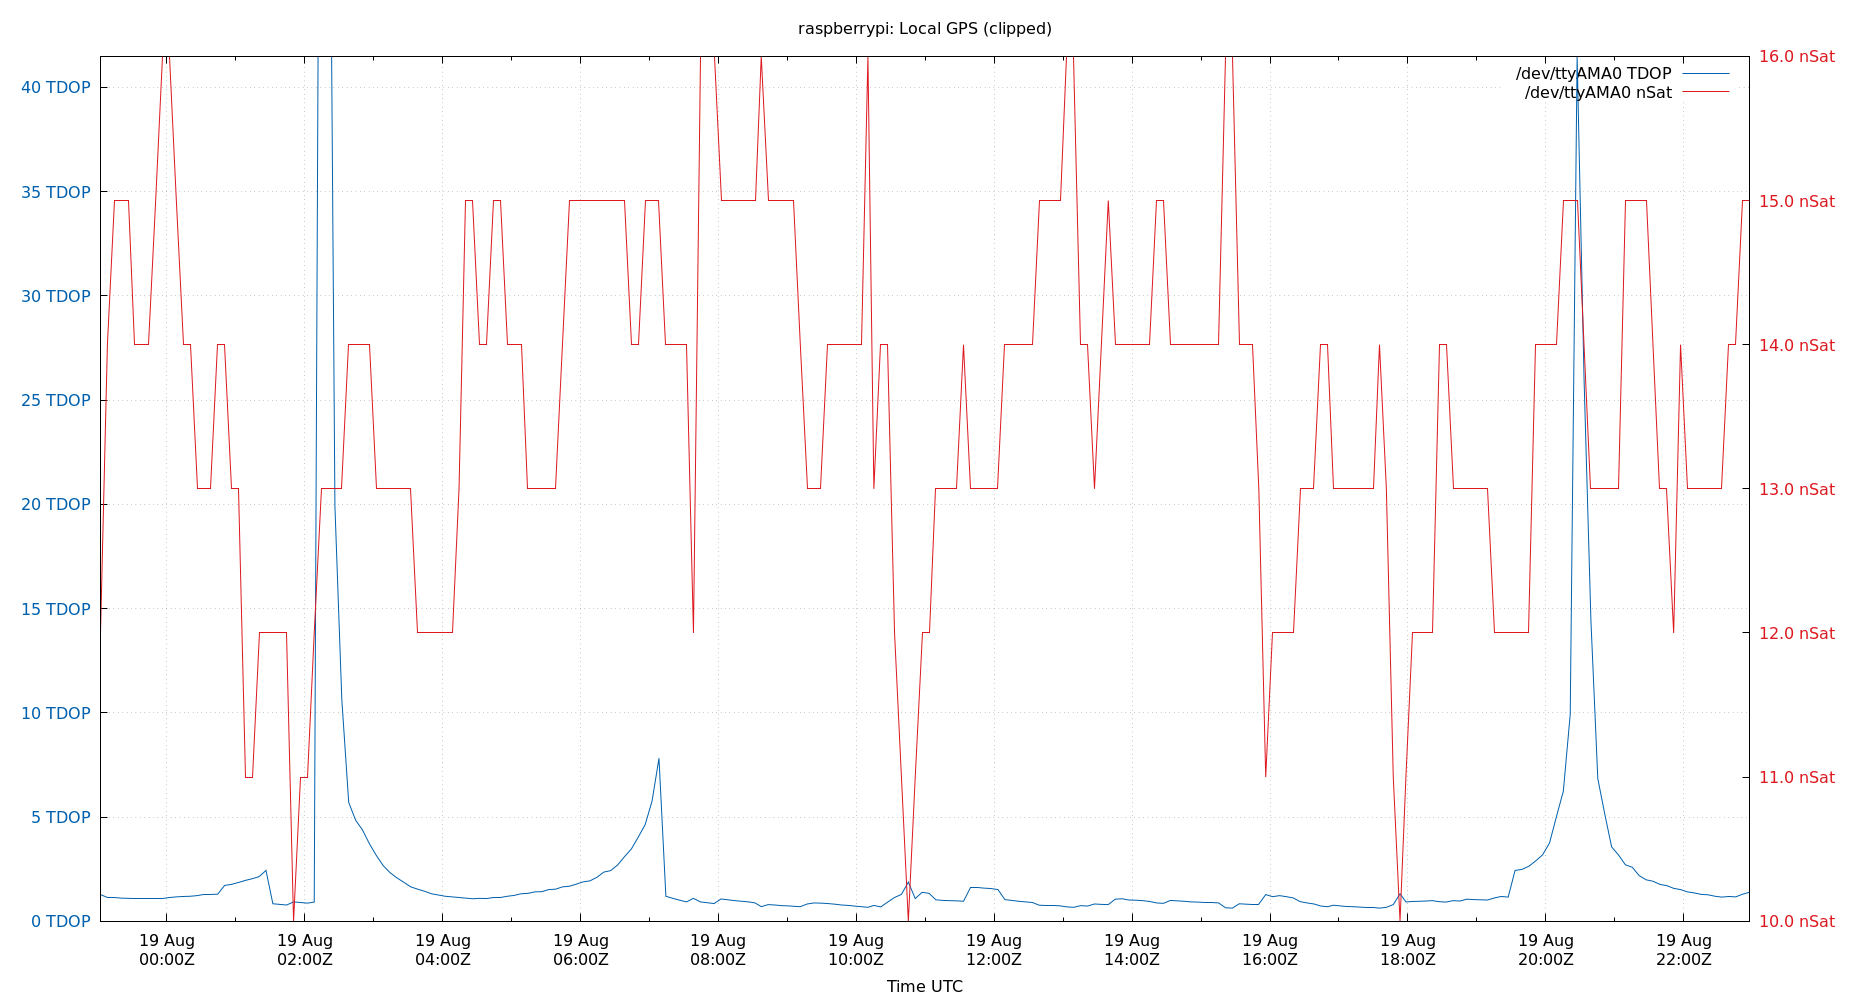 raspberrypi: Local GPS (clipped)
/dev/ttyAMA0 TDOP
/dev/ttyAMA0 nSat
40 TDOP
35 TDOP
30 TDOP
25 TDOP
20 TDOP
15 TDOP
10 TDOP
5 TDOP
0 TDOP
16.0 nSat
15.0 nSat
14.0 nSat
13.0 nSat
12.0 nSat
11.0 nSat
10.0 nSat
19 Aug
00:00Z
19 Aug
02:00Z
19 Aug
04:00Z
19 Aug
06:00Z
19 Aug
08:00Z
19 Aug
10:00Z
19 Aug
12:00Z
19 Aug
14:00Z
19 Aug
16:00Z
19 Aug
18:00Z
19 Aug
20:00Z
19 Aug
22:00Z
Time UTC